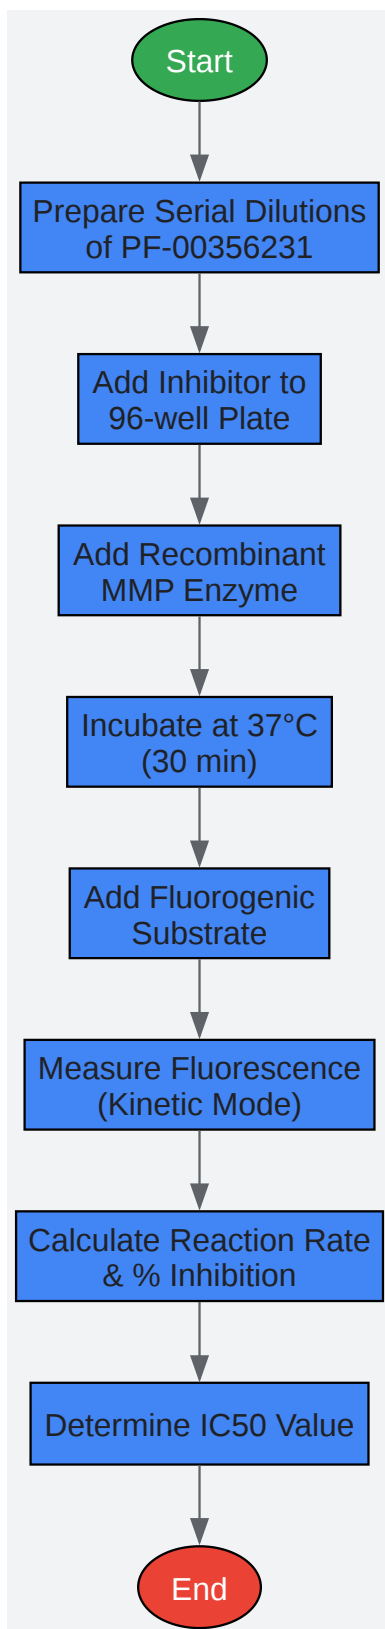 Start
Prepare Serial Dilutions
of PF-00356231
Add Inhibitor to
96-well Plate
Add Recombinant
MMP Enzyme
Incubate at 37°C
(30 min)
Add Fluorogenic
Substrate
Measure Fluorescence
(Kinetic Mode)
Calculate Reaction Rate
& % Inhibition
Determine IC50 Value
End